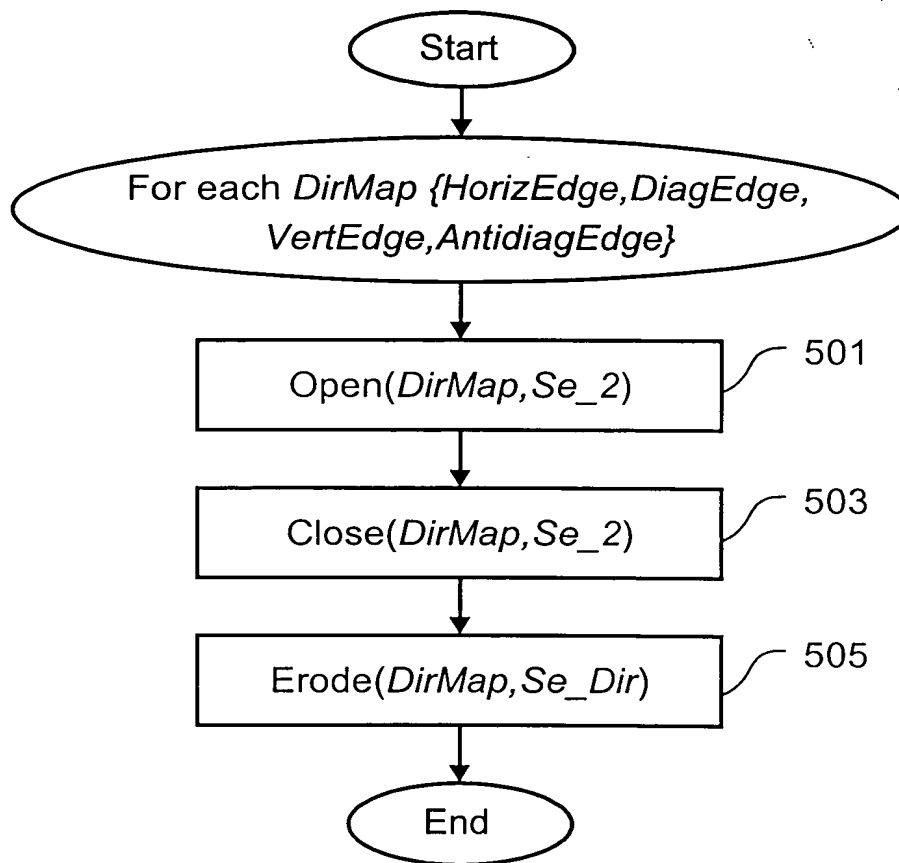 Start
For each DirMap {HorizEdge,DiagEdge,
VertEdge,AntidiagEdge}
Open(DirMap,Se_2)
501
Close(DirMap,Se_2)
503
Erode(DirMap,Se_Dir)
505
End